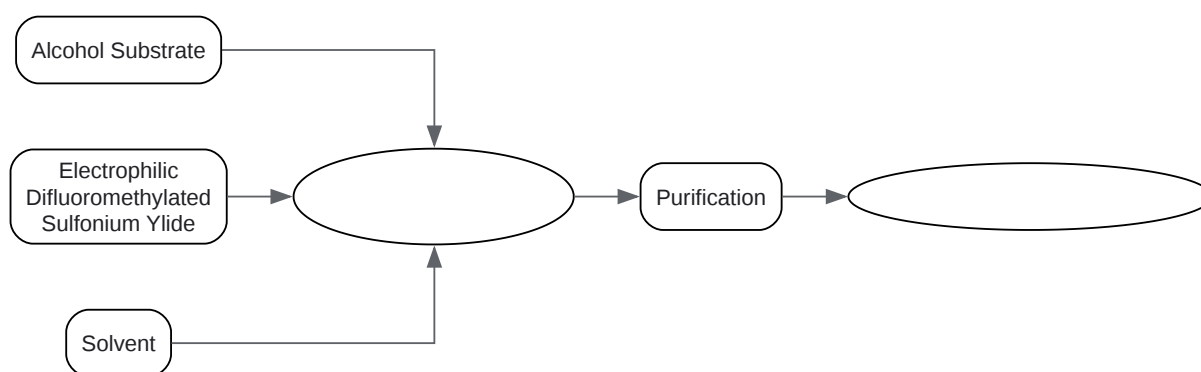 Alcohol Substrate
Electrophilic
Difluoromethylated
Sulfonium Ylide
Purification
Solvent